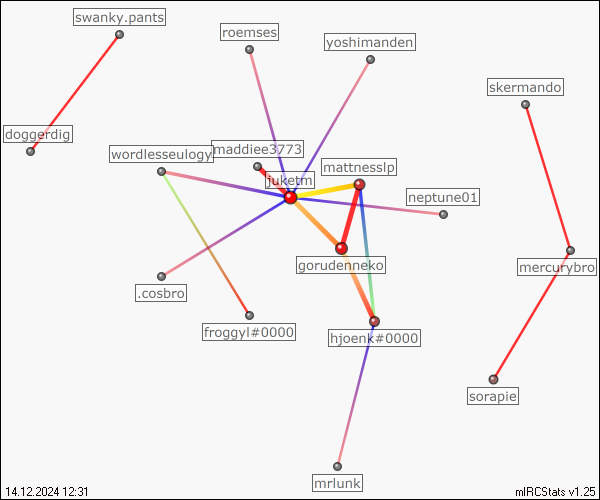 swanky.pants
roemses
yoshimanden
skermando
doggerdig
maddiee3773
wordlesseulogy
mattnesslp
juketm
neptune01
gorudenneko
mercurybro
.cosbro
froggyl#0000
hjoenk#0000
sorapie
mrlunk
14.12.2024 12:31
mIRCStats v1.25